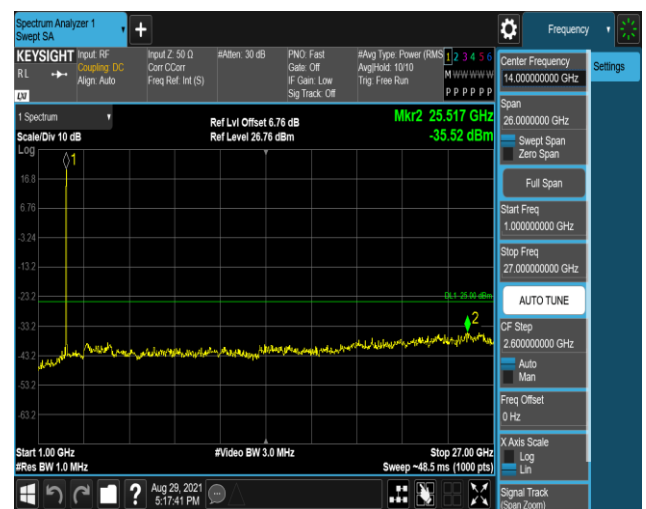 Spectrum Analyzer 1
Swept SA
Frequency
KEYSIGHT
RL
LXI
Input: RF
Coupling: DC
Align: Auto
Input Z: 50 Ω
Corr CCorr
Freq Ref: Int (S)
#Atten: 30 dB
PNO: Fast
Gate: Off
IF Gain: Low
Sig Track: Off
#Avg Type: Power (RMS
Avg|Hold: 10/10
Trig: Free Run
1 2 3 4 5 6
M W W W W W
P P P P P P
1 Spectrum
Scale/Div 10 dB
Log
Ref Lvl Offset 6.76 dB
Ref Level 26.76 dBm
Mkr2 25.517 GHz
-35.52 dBm
1
16.8
6.76
-3.24
-13.2
-23.2
-33.2
-43.2
-53.2
-63.2
DL1 -25.00 dBm
2
Start 1.00 GHz
#Res BW 1.0 MHz
#Video BW 3.0 MHz
Stop 27.00 GHz
Sweep ~48.5 ms (1000 pts)
Aug 29, 2021
5:17:41 PM
Center Frequency
14.000000000 GHz
Settings
Span
26.0000000 GHz
Swept Span
Zero Span
Full Span
Start Freq
1.000000000 GHz
Stop Freq
27.000000000 GHz
AUTO TUNE
CF Step
2.600000000 GHz
Auto
Man
Freq Offset
0 Hz
X Axis Scale
Log
Lin
Signal Track
(Span Zoom)